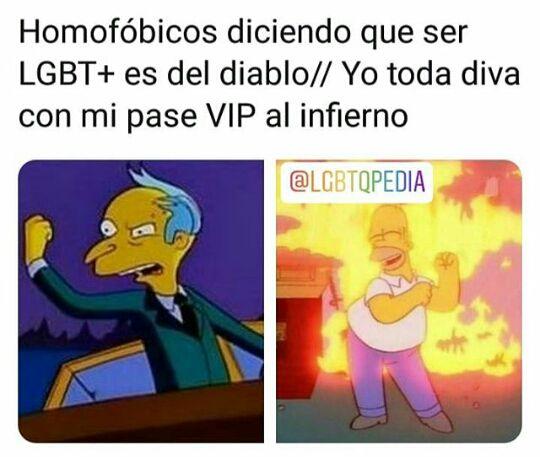 Homofóbicos diciendo que ser
LGBT+ es del diablo// Yo toda diva
con mi pase VIP al infierno
@LGBTQPEDIA